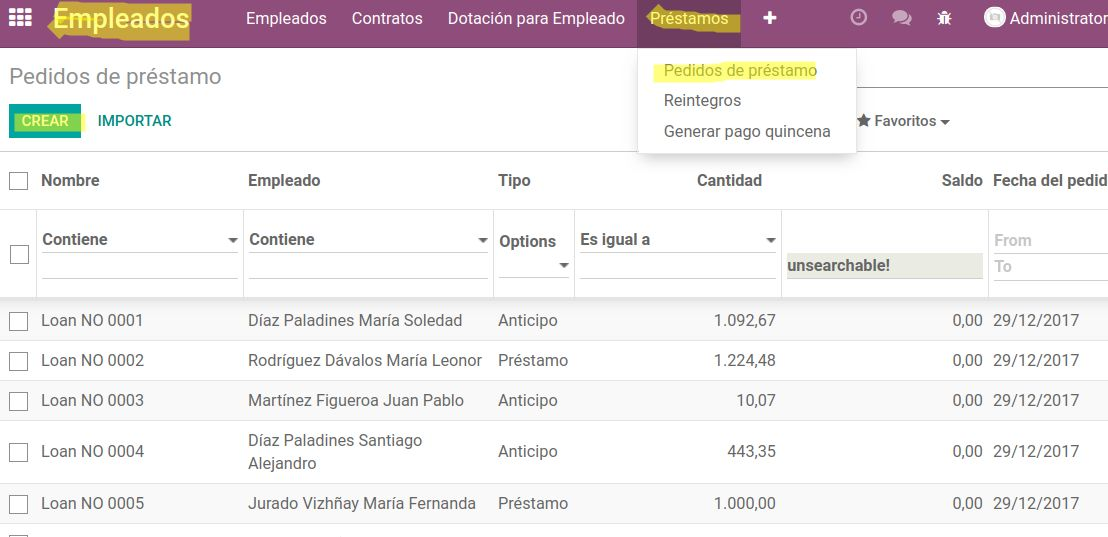 Empleados Empleados Contratos Dotación para Empleado Préstamos Administrator
Pedidos de préstamo
Pedidos de préstamo
Reintegros
Generar pago quincena
CREAR IMPORTAR Favoritos
Nombre Empleado Tipo Cantidad Saldo Fecha del pedid
Contiene Contiene Options Es igual a unsearchable! From
To
Loan NO 0001 Díaz Paladines María Soledad Anticipo 1.092,67 0,00 29/12/2017
Loan NO 0002 Rodríguez Dávalos María Leonor Préstamo 1.224,48 0,00 29/12/2017
Loan NO 0003 Martínez Figueroa Juan Pablo Anticipo 10,07 0,00 29/12/2017
Loan NO 0004 Díaz Paladines Santiago Alejandro Anticipo 443,35 0,00 29/12/2017
Loan NO 0005 Jurado Vizhñay María Fernanda Préstamo 1.000,00 0,00 29/12/2017